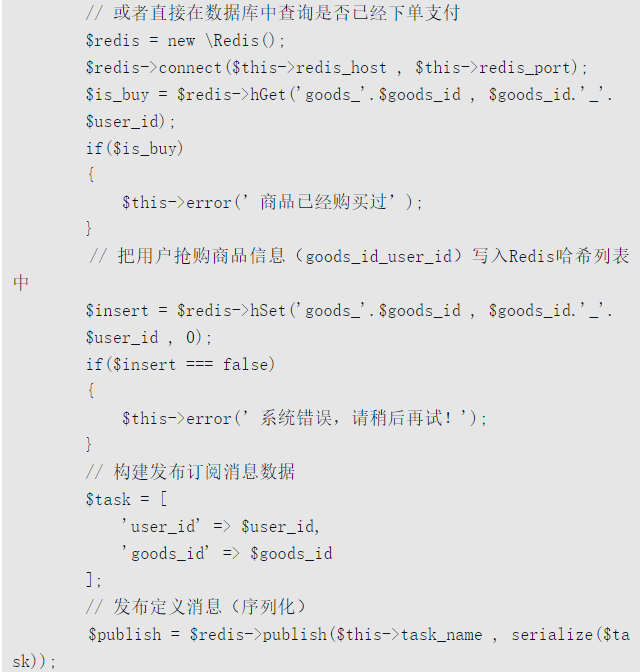 // 或者直接在数据库中查询是否已经下单支付
$redis = new \Redis();
$redis->connect($this->redis_host , $this->redis_port);
$is_buy = $redis->hGet('goods_'.$goods_id , $goods_id.'_'.
$user_id);
if($is_buy)
{
$this->error(' 商品已经购买过' );
}
// 把用户抢购商品信息（goods_id_user_id）写入Redis哈希列表
中
$insert = $redis->hSet('goods_'.$goods_id , $goods_id.'_'.
$user_id , 0);
if($insert === false)
{
$this->error(' 系统错误，请稍后再试！');
}
// 构建发布订阅消息数据
$task = [
'user_id' => $user_id,
'goods_id' => $goods_id
];
// 发布定义消息（序列化）
$publish = $redis->publish($this->task_name , serialize($ta
sk));